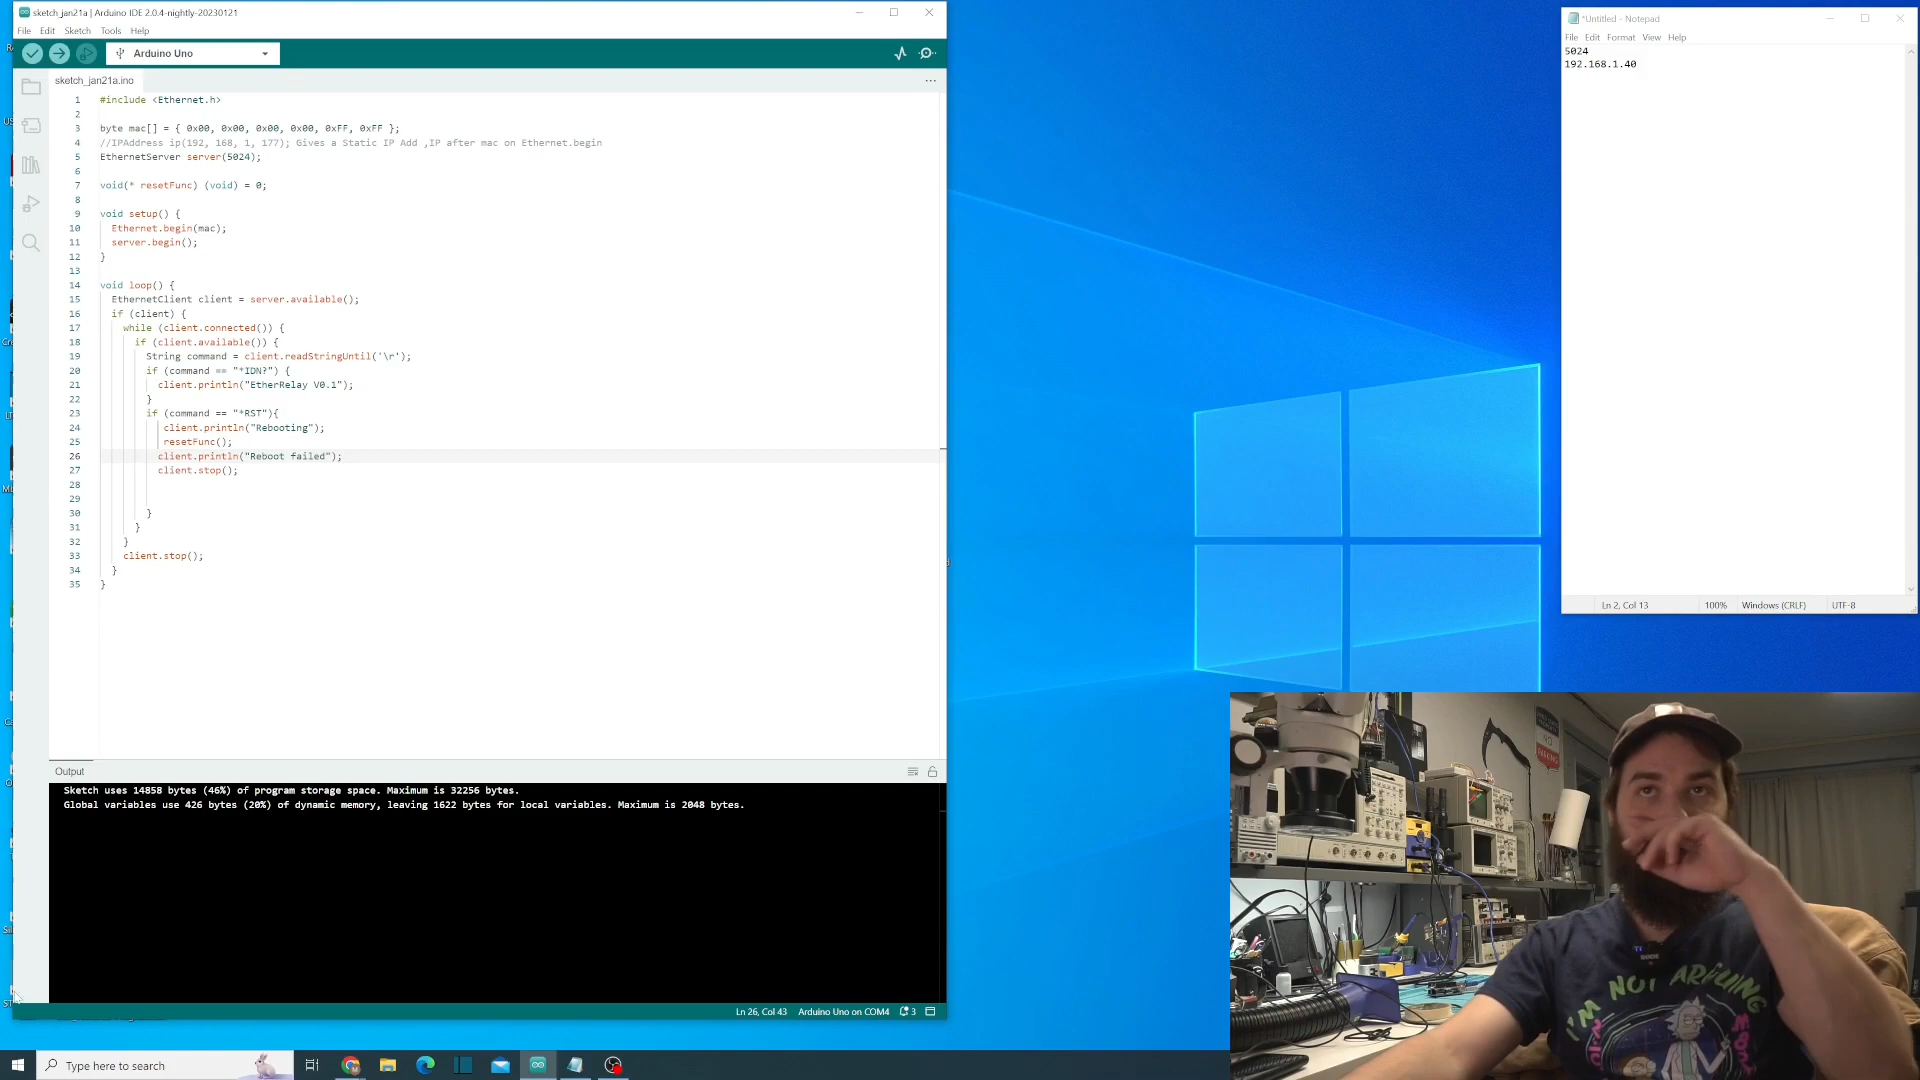 sketch_jan21a | Arduino IDE 2.0.4-nightly-20230121
File Edit Sketch Tools Help
Arduino Uno
sketch_jan21a.ino
1 #include <Ethernet.h>
2
3 byte mac[] = { 0x00, 0x00, 0x00, 0x00, 0xFF, 0xFF };
4 //IPAddress ip(192, 168, 1, 177); Gives a Static IP Add ,IP after mac on Ethernet.begin
5 EthernetServer server(5024);
6
7 void(* resetFunc) (void) = 0;
8
9 void setup() {
10 Ethernet.begin(mac);
11 server.begin();
12 }
13
14 void loop() {
15 EthernetClient client = server.available();
16 if (client) {
17 while (client.connected()) {
18 if (client.available()) {
19 String command = client.readStringUntil('\r');
20 if (command == "*IDN?") {
21 client.println("EtherRelay V0.1");
22 }
23 if (command == "*RST"){
24 client.println("Rebooting");
25 resetFunc();
26 client.println("Reboot failed");
27 client.stop();
28
29
30 }
31 }
32 }
33 client.stop();
34 }
35 }
Output
Sketch uses 14858 bytes (46%) of program storage space. Maximum is 32256 bytes.
Global variables use 426 bytes (20%) of dynamic memory, leaving 1622 bytes for local variables. Maximum is 2048 bytes.
Ln 26, Col 43 Arduino Uno on COM4 3
Type here to search
*Untitled - Notepad
File Edit Format View Help
5024
192.168.1.40
Ln 2, Col 13 100% Windows (CRLF) UTF-8
I'M NOT ARGUING